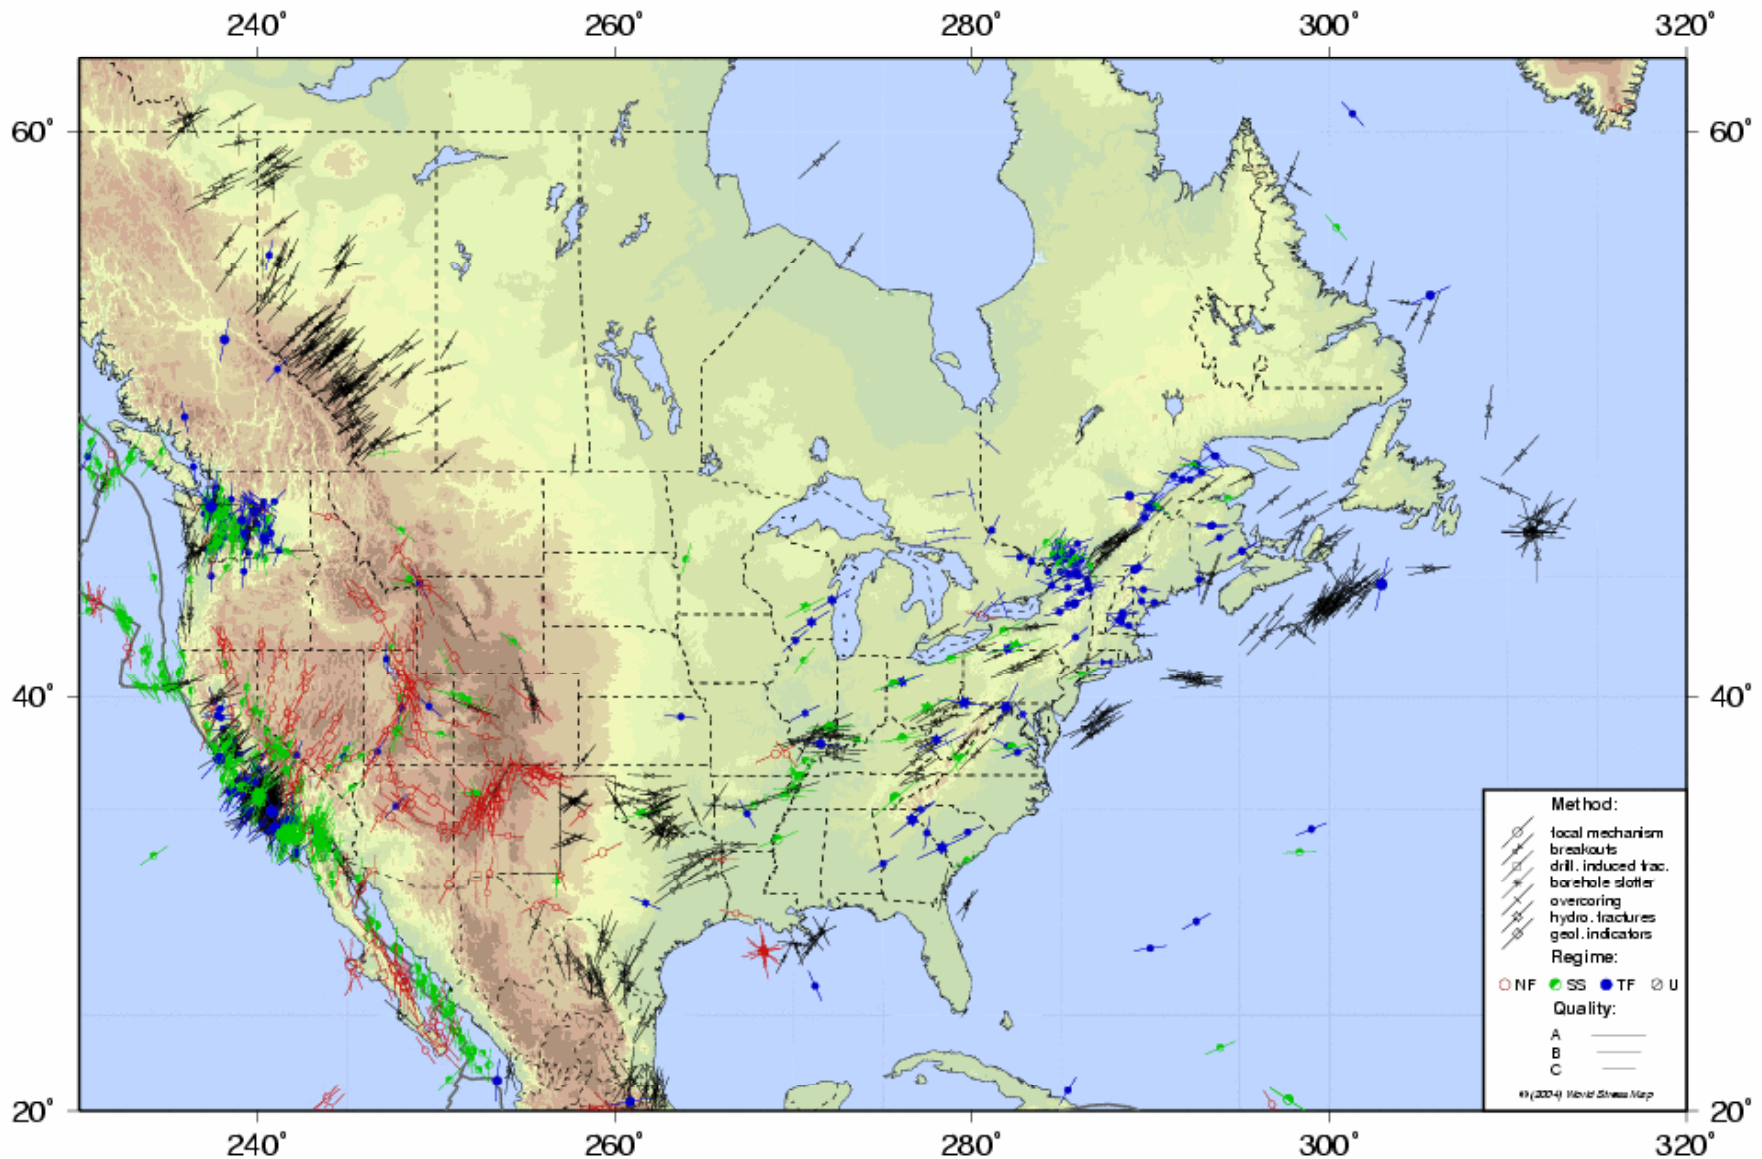 240° 260° 280° 300° 320°
60° 60°
40° 40°
Method:
focal mechanism
breakouts
drill. induced frac.
borehole slotter
overcoring
hydro. fractures
geol. indicators
Regime:
NF SS TF U
Quality:
A
B
C
© (2004) World Stress Map
20° 20°
240° 260° 280° 300° 320°